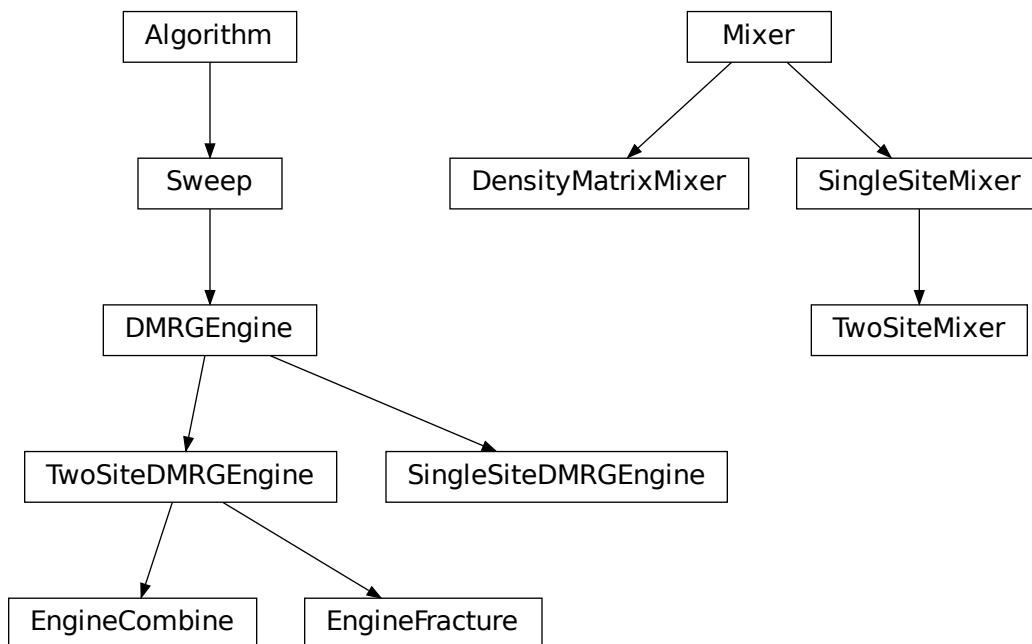 Algorithm
Mixer
Sweep
DensityMatrixMixer
SingleSiteMixer
DMRGEngine
TwoSiteMixer
TwoSiteDMRGEngine
SingleSiteDMRGEngine
EngineCombine
EngineFracture